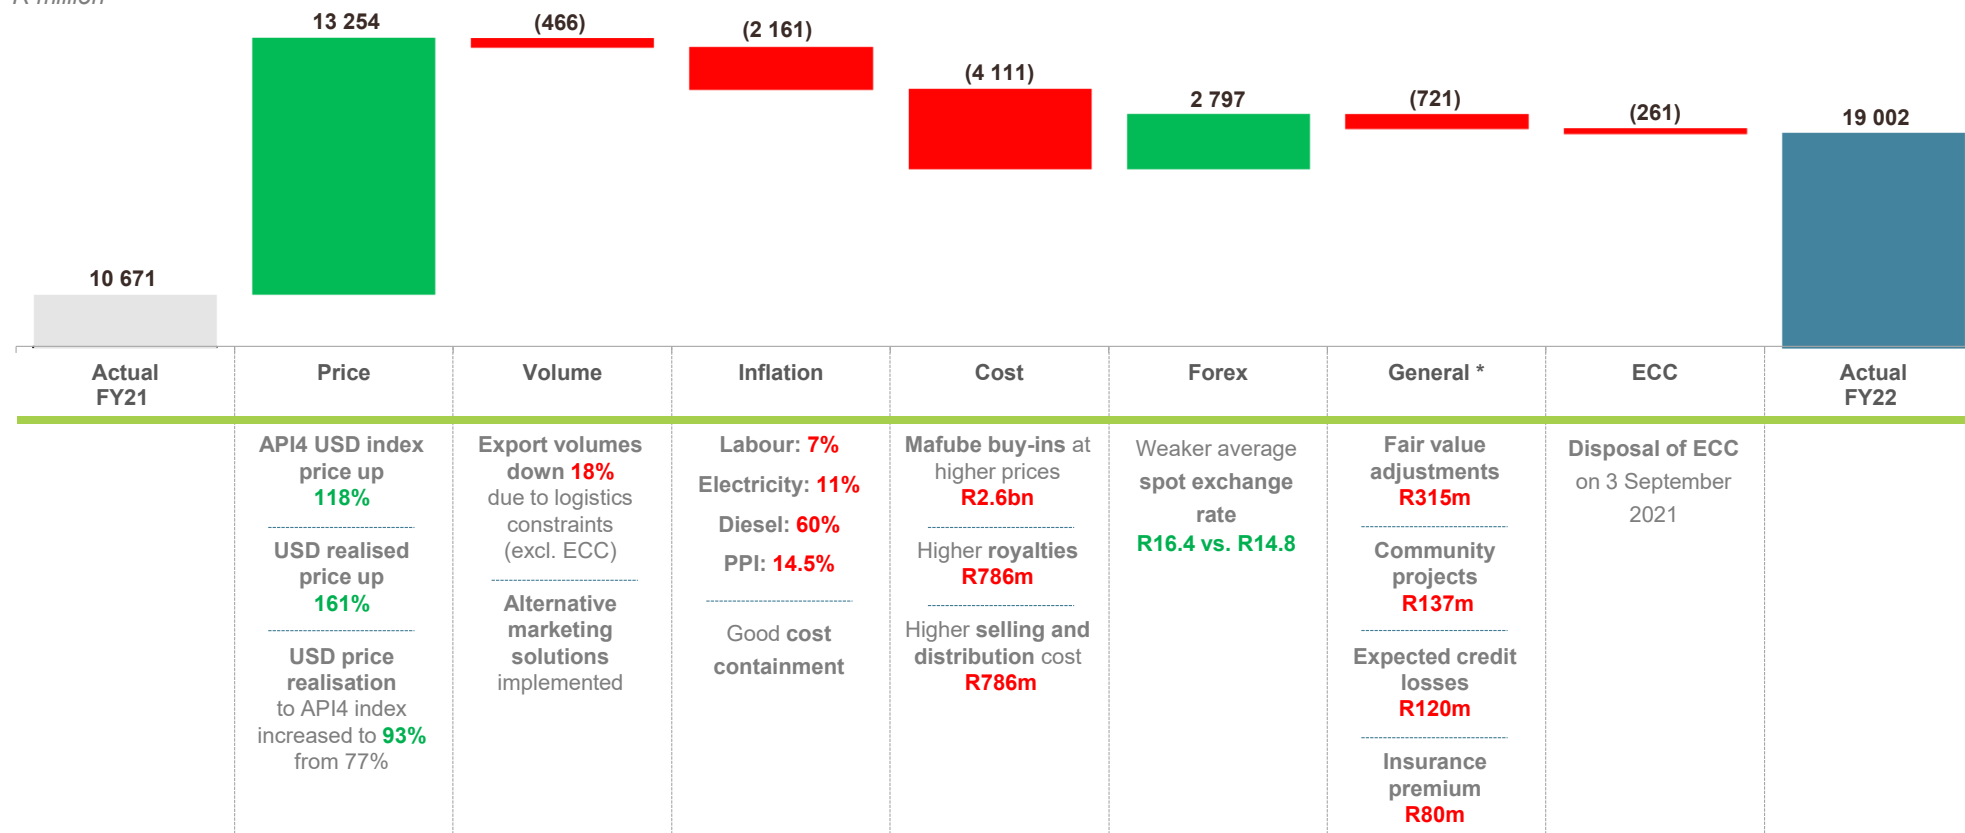 R million
13 254
(466)
(2 161)
(4 111)
2 797
(721)
(261)
19 002
10 671
Actual
FY21
Price
Volume
Inflation
Cost
Forex
General *
ECC
Actual
FY22
API4 USD index
price up
118%
USD realised
price up
161%
USD price
realisation
to API4 index
increased to 93%
from 77%
Export volumes
down 18%
due to logistics
constraints
(excl. ECC)
Alternative
marketing
solutions
implemented
Labour: 7%
Electricity: 11%
Diesel: 60%
PPI: 14.5%
Good cost
containment
Mafube buy-ins at
higher prices
R2.6bn
Higher royalties
R786m
Higher selling and
distribution cost
R786m
Weaker average
spot exchange
rate
R16.4 vs. R14.8
Fair value
adjustments
R315m
Community
projects
R137m
Expected credit
losses
R120m
Insurance
premium
R80m
Disposal of ECC
on 3 September
2021